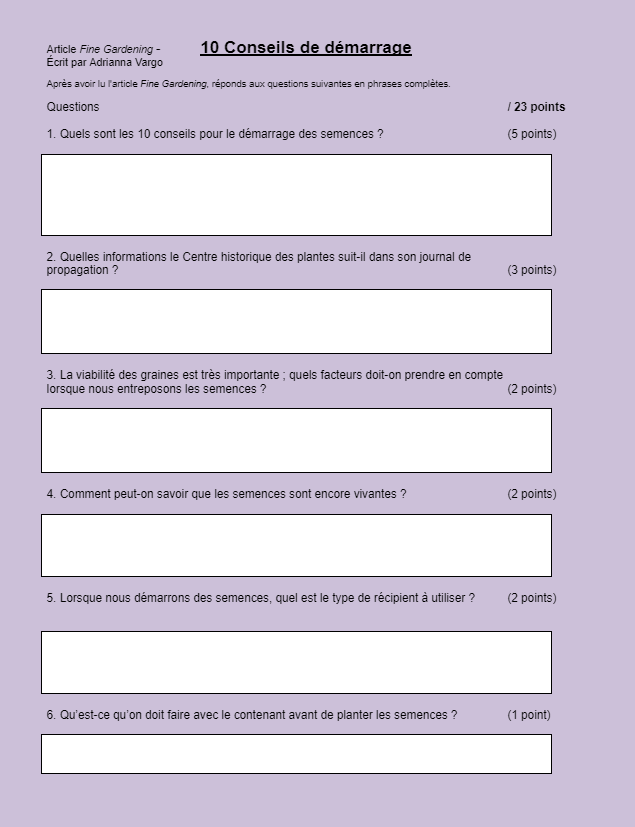 Article Fine Gardening -
Écrit par Adrianna Vargo
10 Conseils de démarrage
Après avoir lu l'article Fine Gardening, réponds aux questions suivantes en phrases complètes.
Questions / 23 points
1. Quels sont les 10 conseils pour le démarrage des semences ? (5 points)
2. Quelles informations le Centre historique des plantes suit-il dans son journal de
propagation ? (3 points)
3. La viabilité des graines est très importante ; quels facteurs doit-on prendre en compte
lorsque nous entreposons les semences ? (2 points)
4. Comment peut-on savoir que les semences sont encore vivantes ? (2 points)
5. Lorsque nous démarrons des semences, quel est le type de récipient à utiliser ? (2 points)
6. Qu'est-ce qu'on doit faire avec le contenant avant de planter les semences ? (1 point)